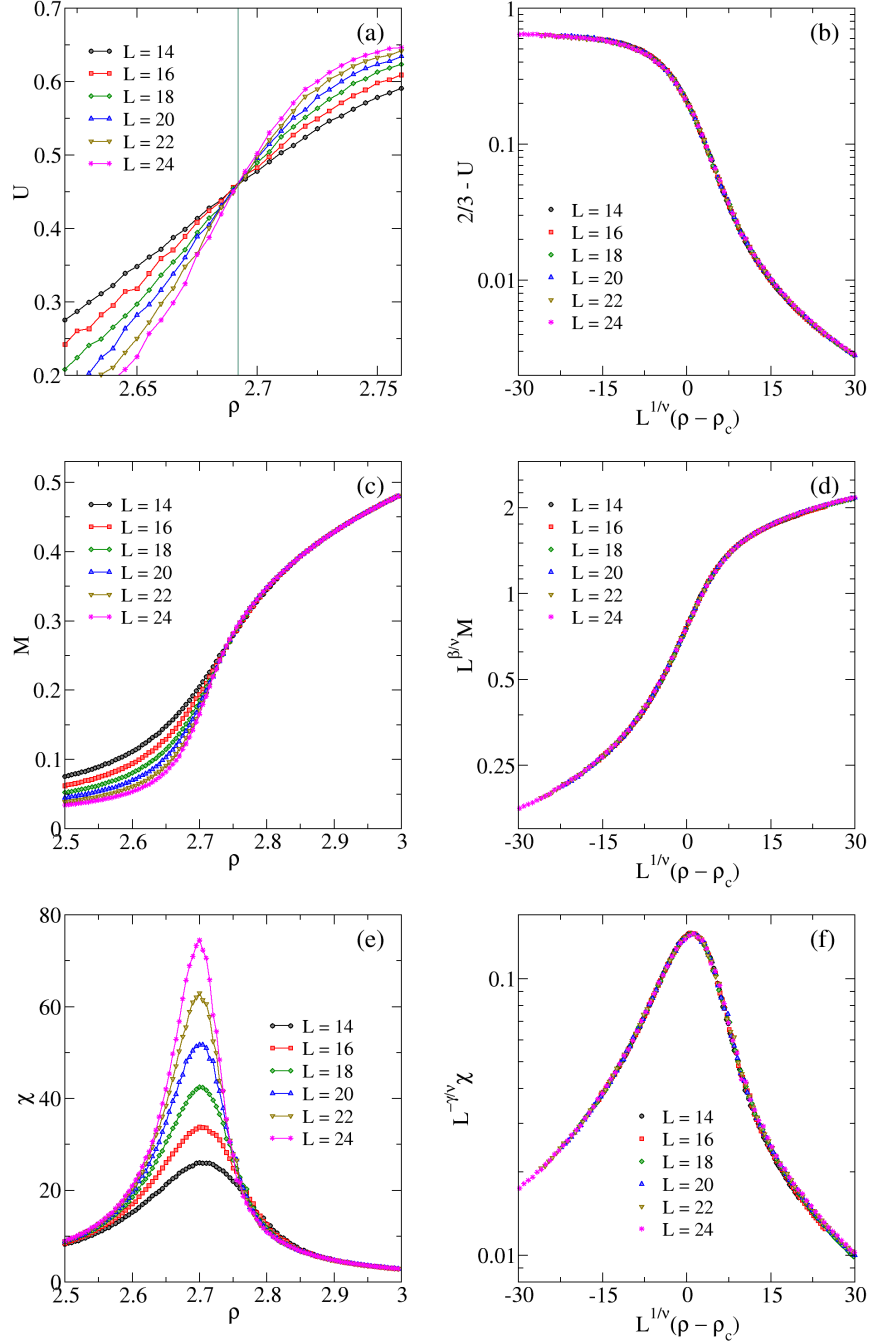 (a)
U
0.7
0.6
0.5
0.4
0.3
0.2
L = 14
L = 16
L = 18
L = 20
L = 22
L = 24
2.65
2.7
2.75
ρ
(b)
2/3 - U
1
0.1
0.01
L = 14
L = 16
L = 18
L = 20
L = 22
L = 24
-30
-15
0
15
30
L^{1/ν}(ρ − ρ_c)
(c)
M
0.5
0.4
0.3
0.2
0.1
0
L = 14
L = 16
L = 18
L = 20
L = 22
L = 24
2.5
2.6
2.7
2.8
2.9
3
ρ
(d)
L^{β/ν}M
2
1
0.5
0.25
L = 14
L = 16
L = 18
L = 20
L = 22
L = 24
-30
-15
0
15
30
L^{1/ν}(ρ − ρ_c)
(e)
χ
80
60
40
20
0
L = 14
L = 16
L = 18
L = 20
L = 22
L = 24
2.5
2.6
2.7
2.8
2.9
3
ρ
(f)
L^{-γ/ν}χ
0.1
0.01
L = 14
L = 16
L = 18
L = 20
L = 22
L = 24
-30
-15
0
15
30
L^{1/ν}(ρ − ρ_c)